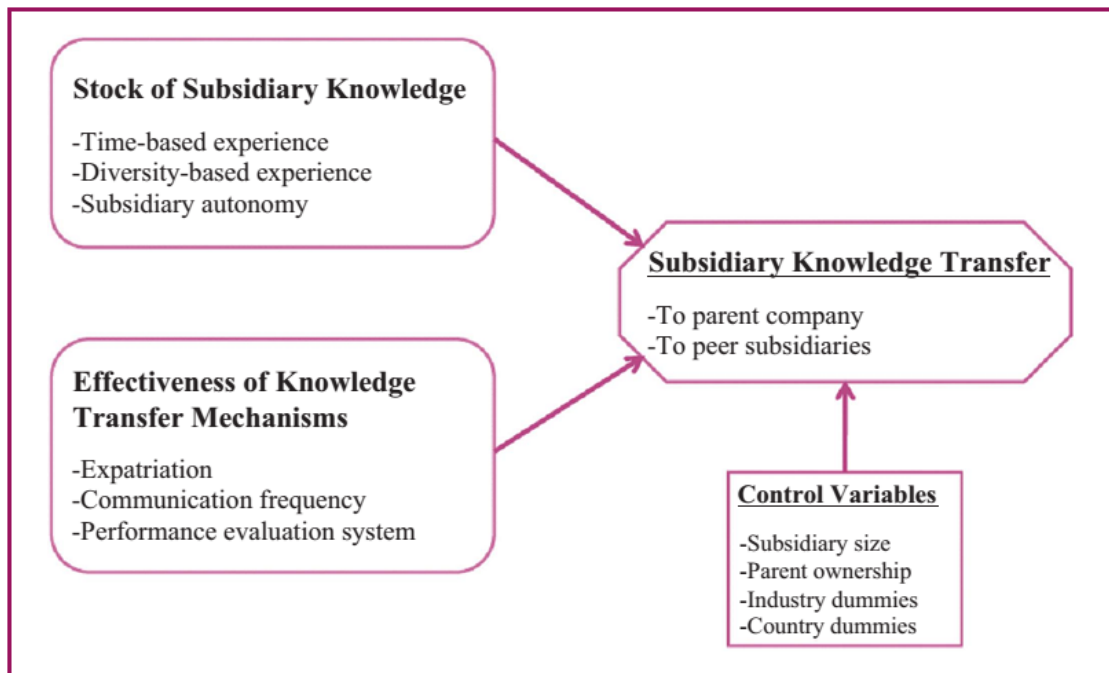 Stock of Subsidiary Knowledge
-Time-based experience
-Diversity-based experience
-Subsidiary autonomy
Effectiveness of Knowledge
Transfer Mechanisms
-Expatriation
-Communication frequency
-Performance evaluation system
Subsidiary Knowledge Transfer
-To parent company
-To peer subsidiaries
Control Variables
-Subsidiary size
-Parent ownership
-Industry dummies
-Country dummies